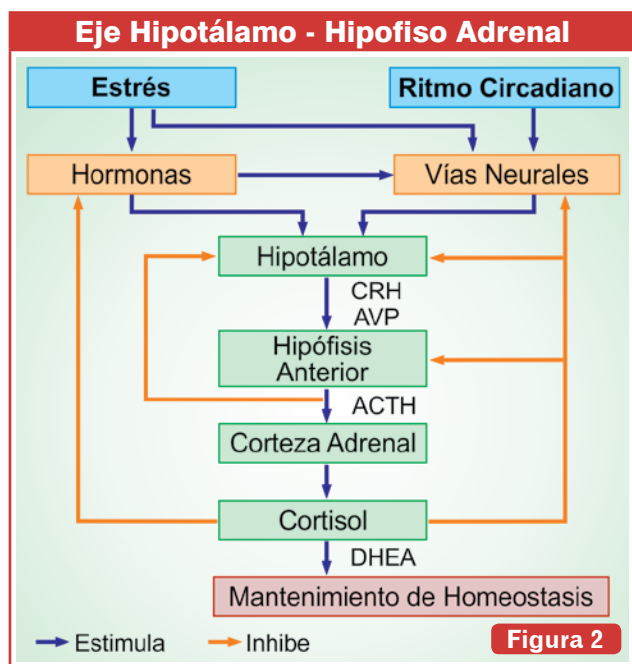 Eje Hipotálamo - Hipofiso Adrenal
Estrés
Ritmo Circadiano
Hormonas
Vías Neurales
Hipotálamo
CRH
AVP
Hipófisis
Anterior
ACTH
Corteza Adrenal
Cortisol
DHEA
Mantenimiento de Homeostasis
Estimula
Inhibe
Figura 2